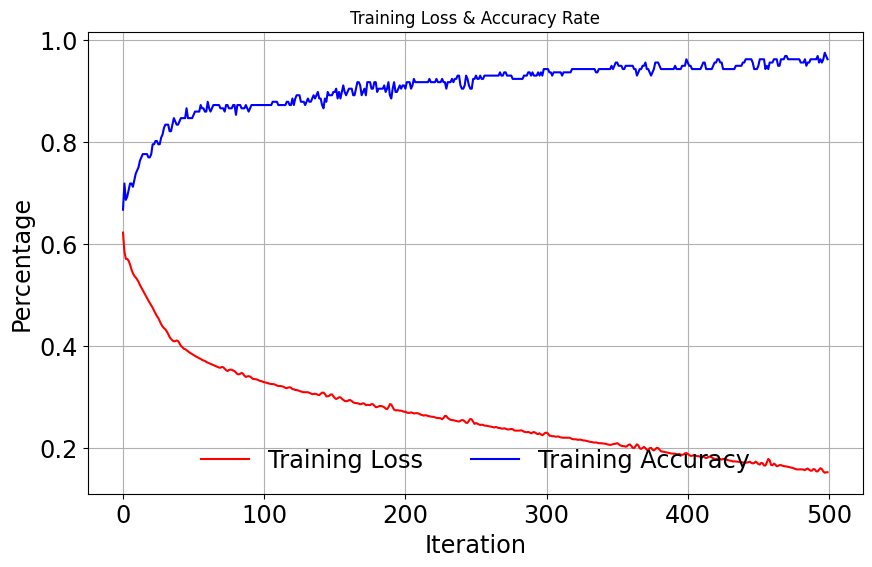 Training Loss & Accuracy Rate
1.0
0.8
0.6
0.4
0.2
Percentage
Training Loss
Training Accuracy
0
100
200
300
400
500
Iteration